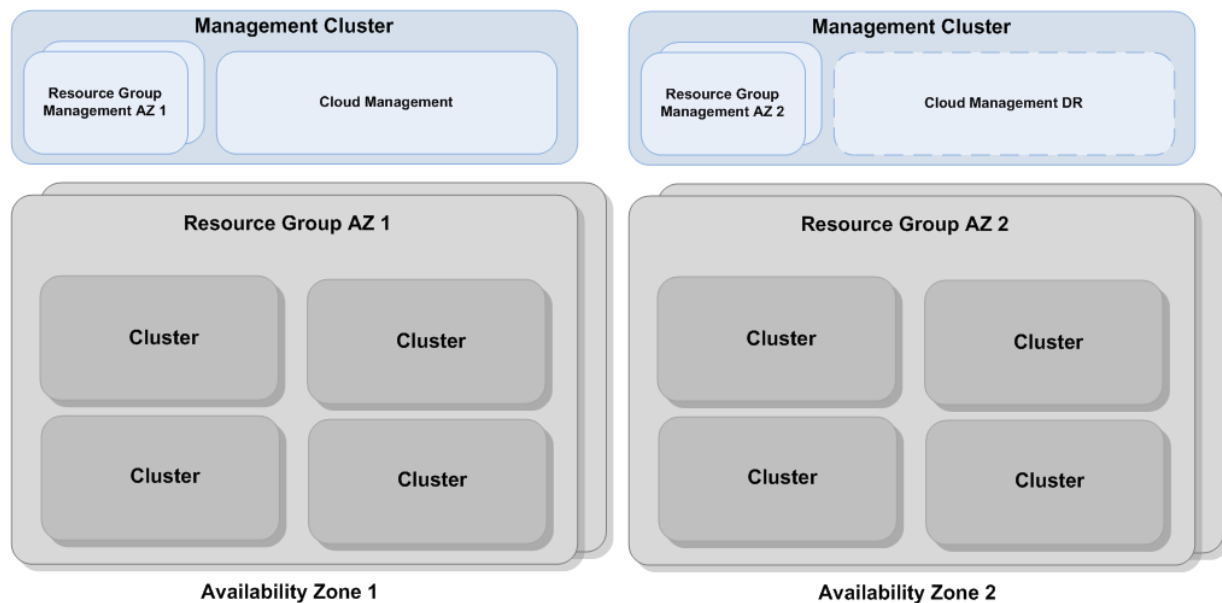 Management Cluster
Resource Group
Management AZ 1
Cloud Management
Resource Group AZ 1
Cluster
Cluster
Cluster
Cluster
Availability Zone 1
Management Cluster
Resource Group
Management AZ 2
Cloud Management DR
Resource Group AZ 2
Cluster
Cluster
Cluster
Cluster
Availability Zone 2